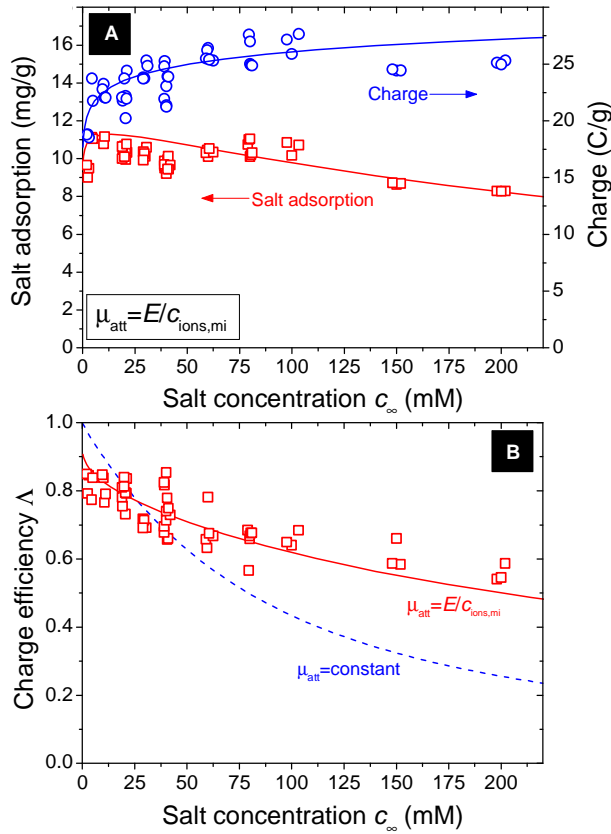 A
Salt adsorption (mg/g)
18
16
14
12
10
8
6
4
2
0
Charge
Salt adsorption
μatt=E/cions,mi
25
20
15
10
5
0
Charge (C/g)
0 25 50 75 100 125 150 175 200
Salt concentration c∞ (mM)
B
Charge efficiency Λ
1.0
0.8
0.6
0.4
0.2
0.0
μatt=E/cions,mi
μatt=constant
0 25 50 75 100 125 150 175 200
Salt concentration c∞ (mM)